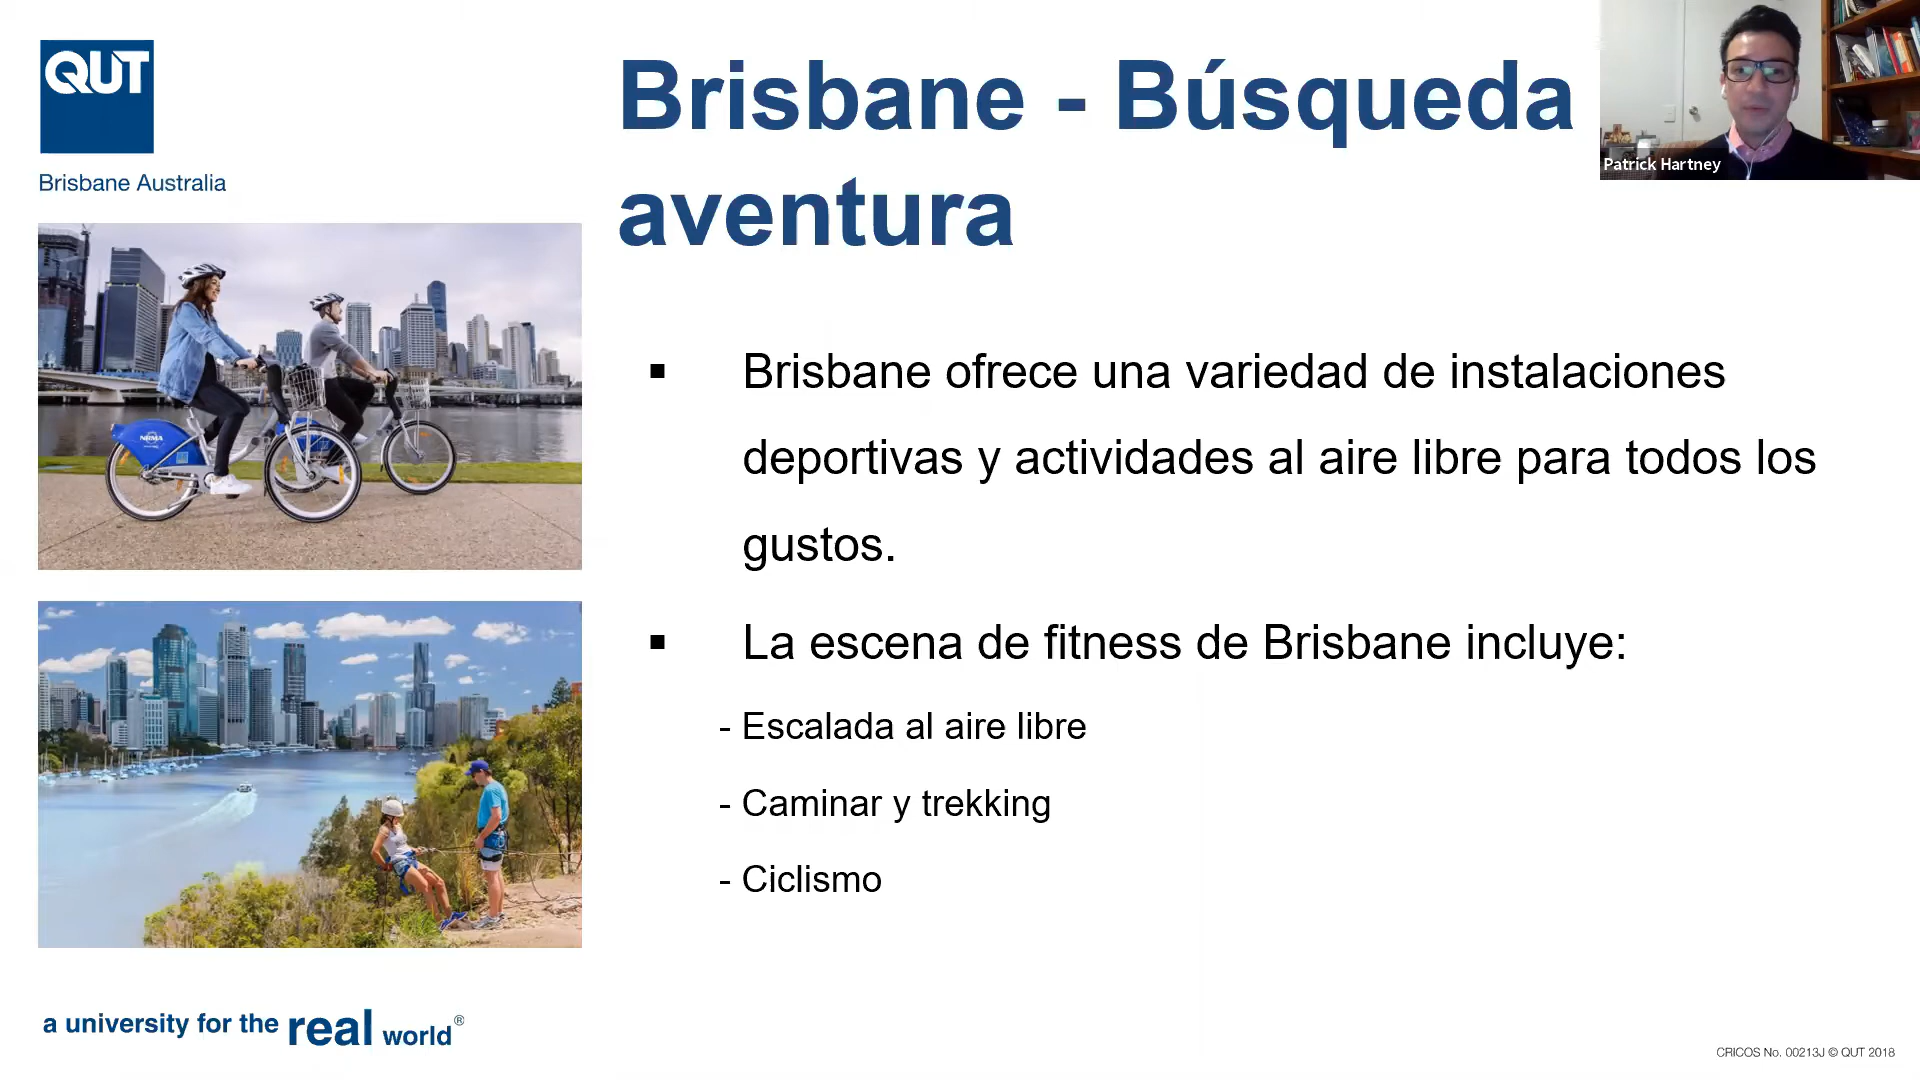 QUT
Brisbane Australia
Brisbane - Búsqueda
aventura
Patrick Hartney
NRMA
▪ Brisbane ofrece una variedad de instalaciones
deportivas y actividades al aire libre para todos los
gustos.
▪ La escena de fitness de Brisbane incluye:
- Escalada al aire libre
- Caminar y trekking
- Ciclismo
a university for the real world®
CRICOS No. 00213J © QUT 2018